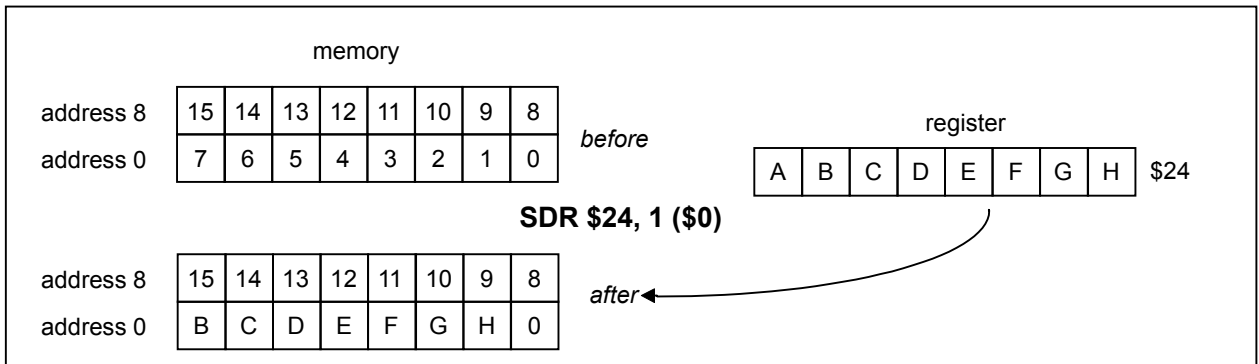 memory
address 8 15 14 13 12 11 10 9 8
address 0 7 6 5 4 3 2 1 0
before
register
A B C D E F G H $24
SDR $24, 1 ($0)
address 8 15 14 13 12 11 10 9 8
address 0 B C D E F G H 0
after